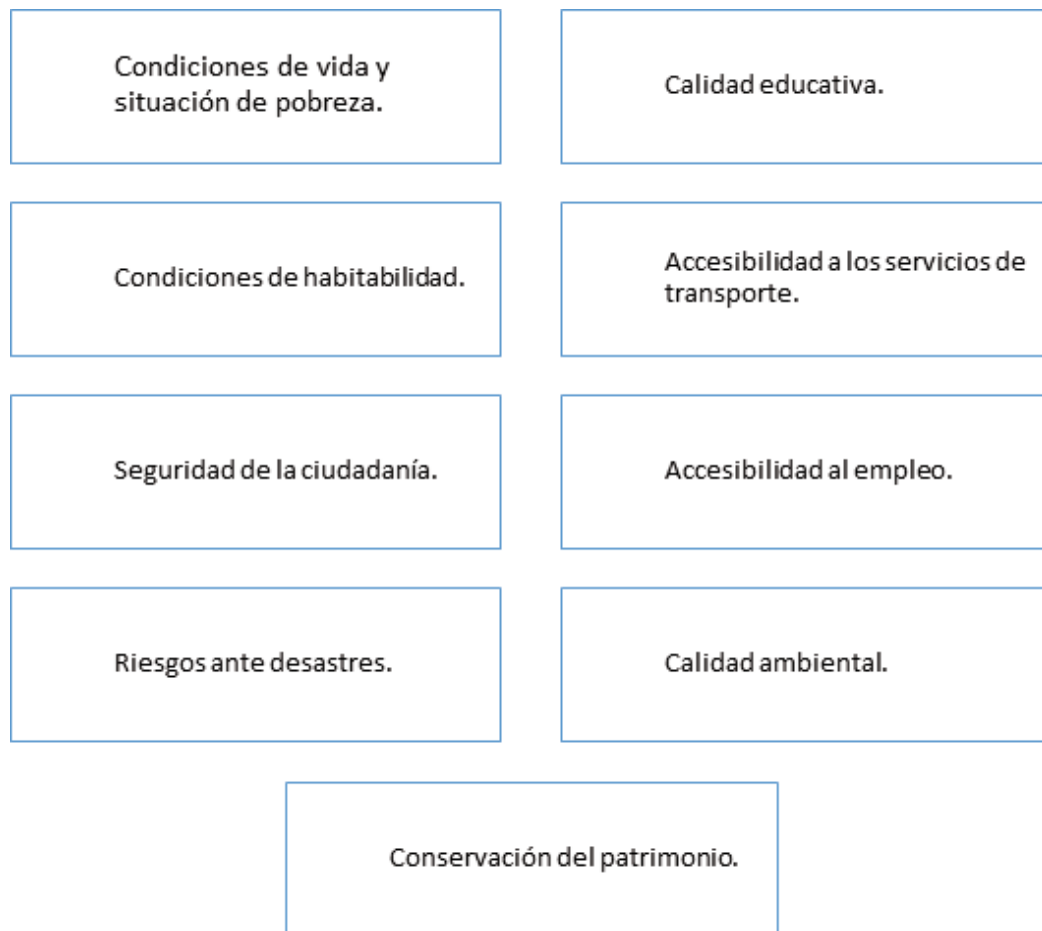 Condiciones de vida y
situación de pobreza.
Calidad educativa.
Condiciones de habitabilidad.
Accesibilidad a los servicios de
transporte.
Seguridad de la ciudadanía.
Accesibilidad al empleo.
Riesgos ante desastres.
Calidad ambiental.
Conservación del patrimonio.